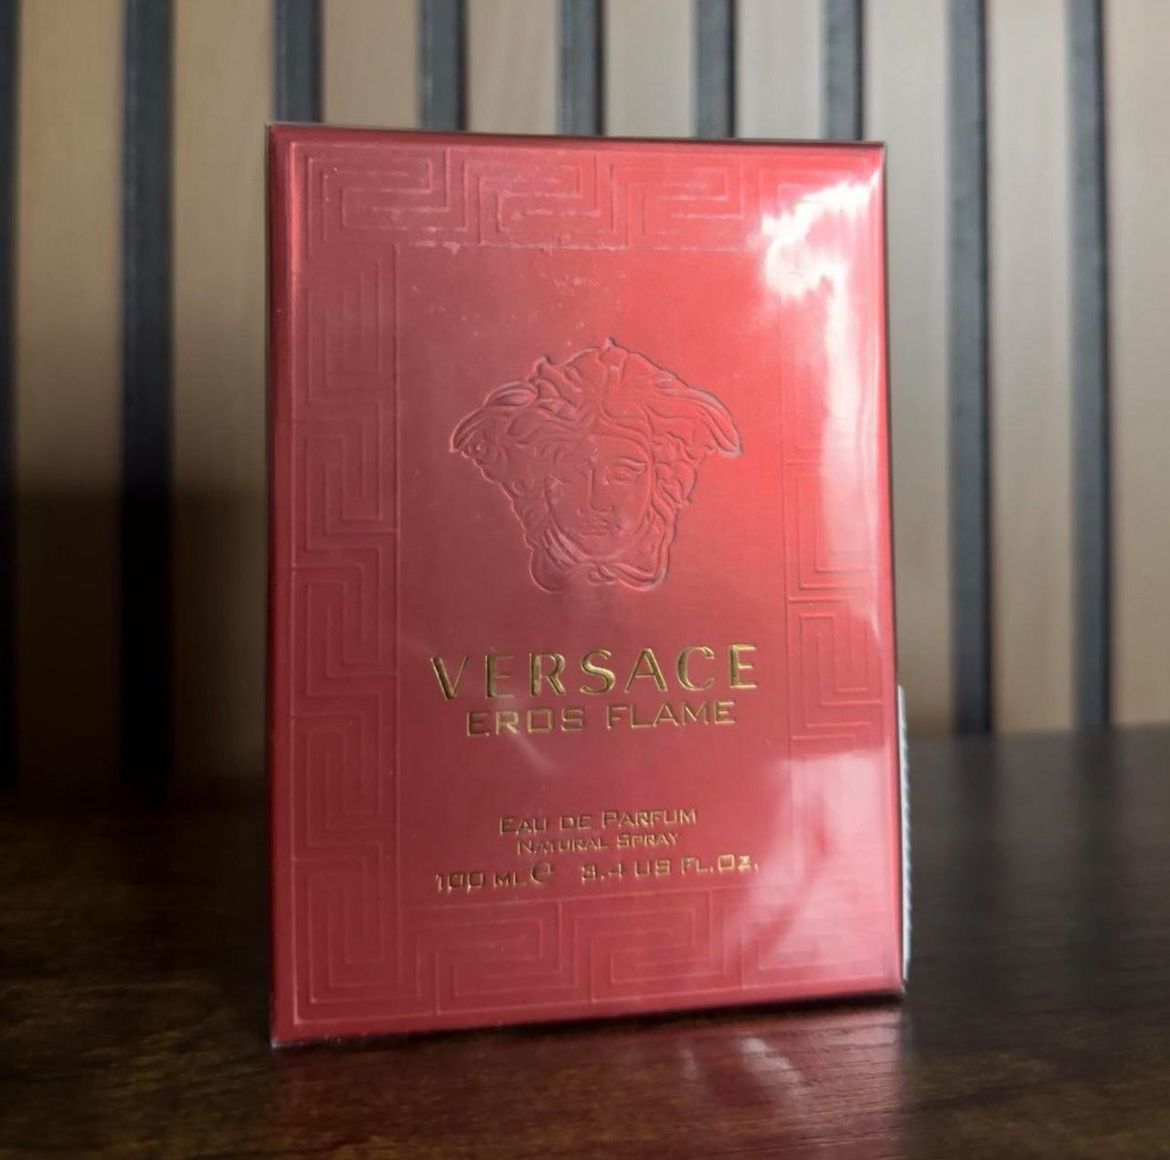 VERSACE
EROS FLAME
EAU DE PARFUM
NATURAL SPRAY
100 ML ℮ 3.4 US FL.OZ.